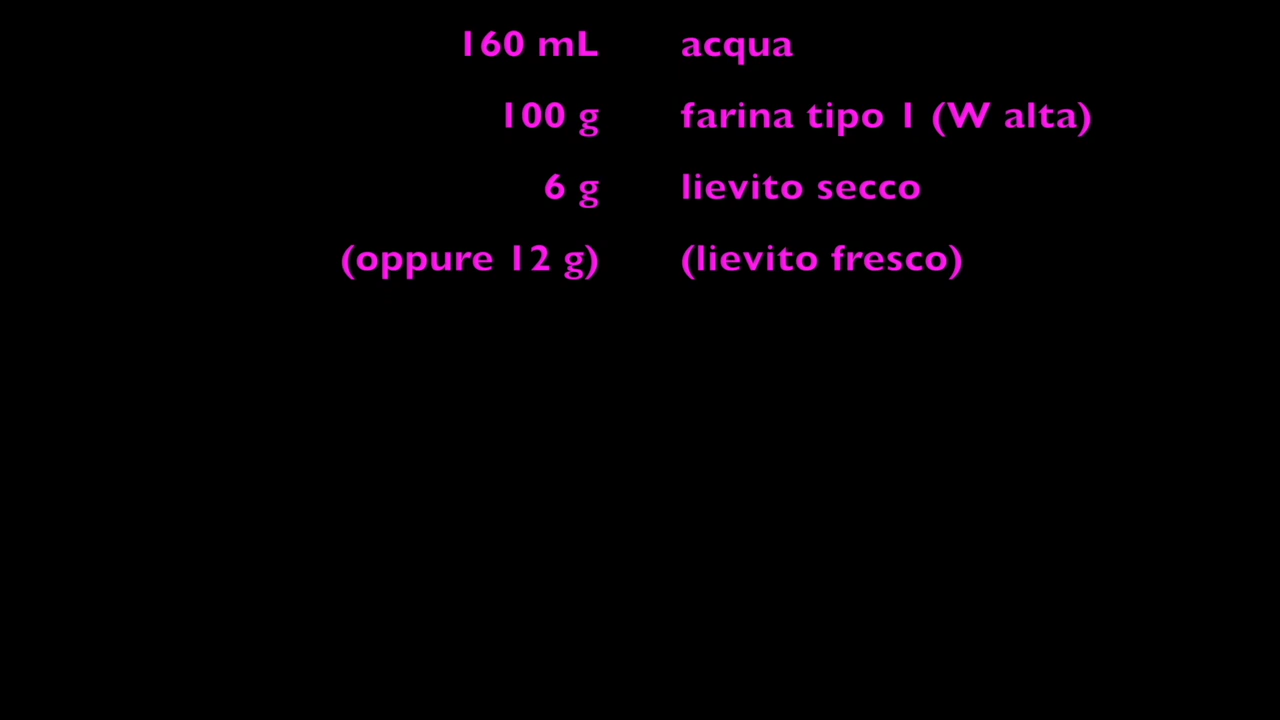 160 mL acqua
100 g farina tipo 1 (W alta)
6 g lievito secco
(oppure 12 g) (lievito fresco)